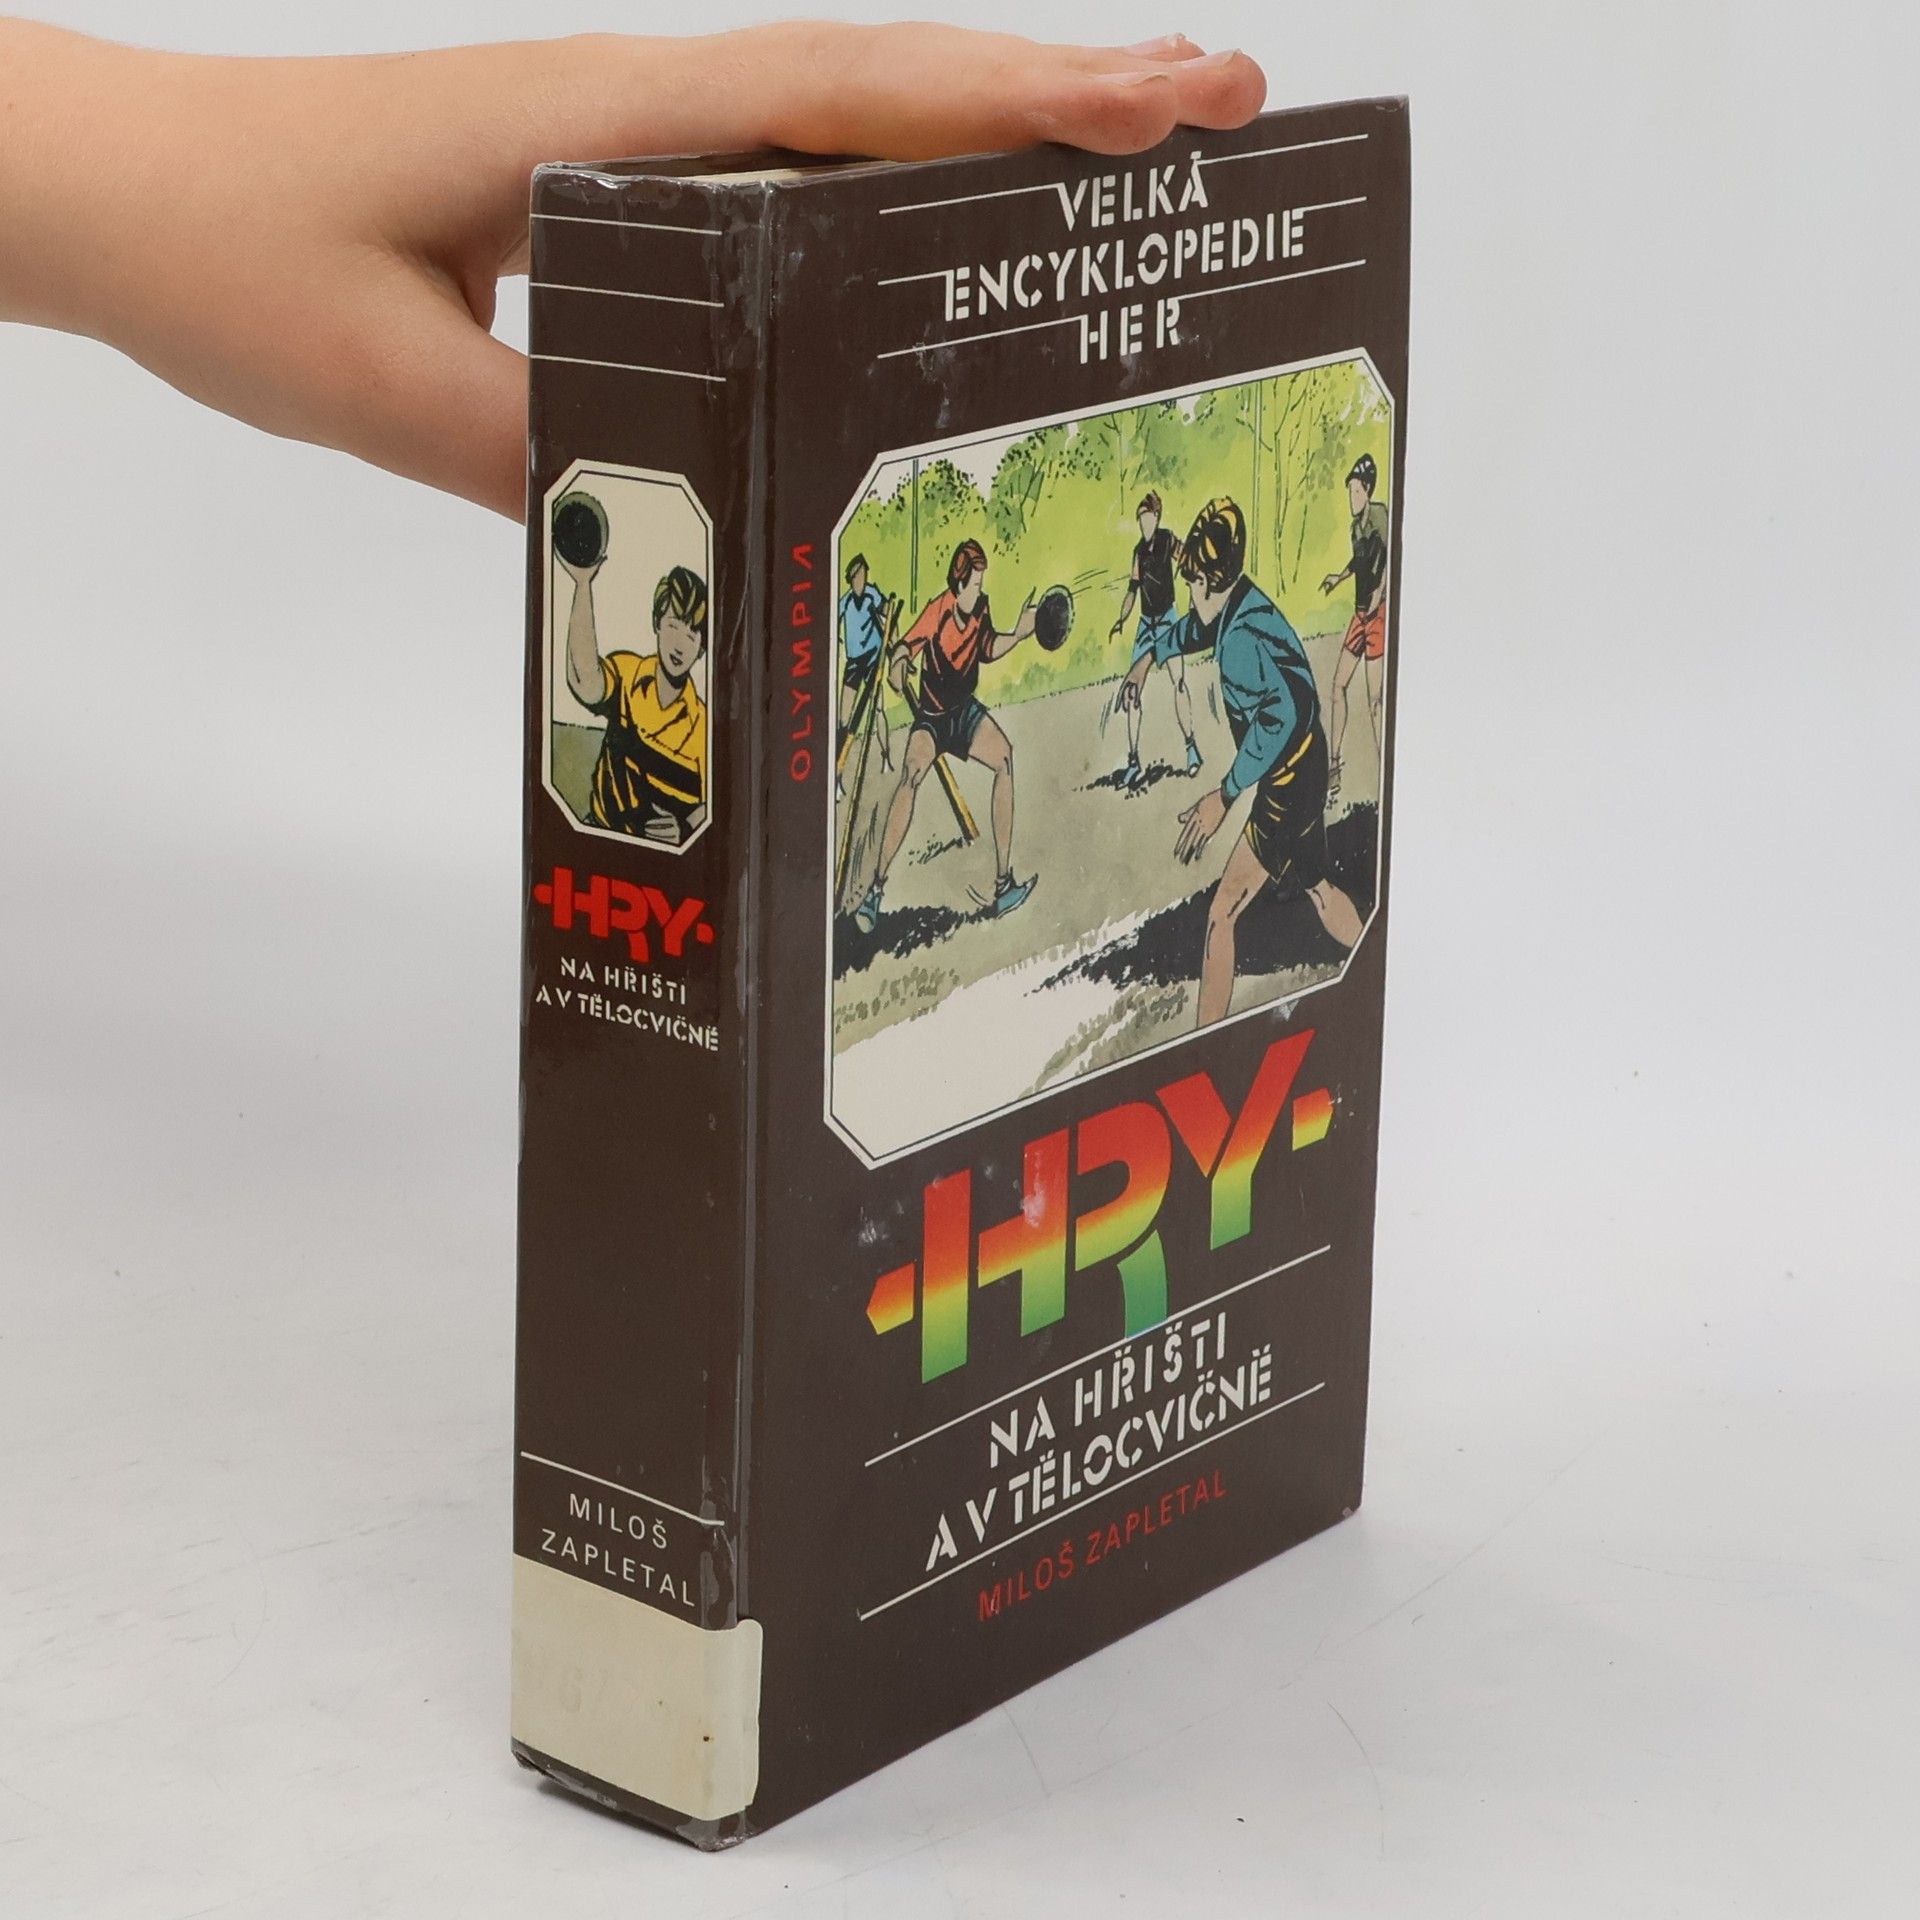 VELKÁ
ENCYKLOPEDIE
HER
OLYMPIA
HRY
NA HŘIŠTI
A V TĚLOCVIČNĚ
MILOŠ ZAPLETAL
HRY
NA HŘIŠTI
A V TĚLOCVIČNĚ
MILOŠ
ZAPLETAL